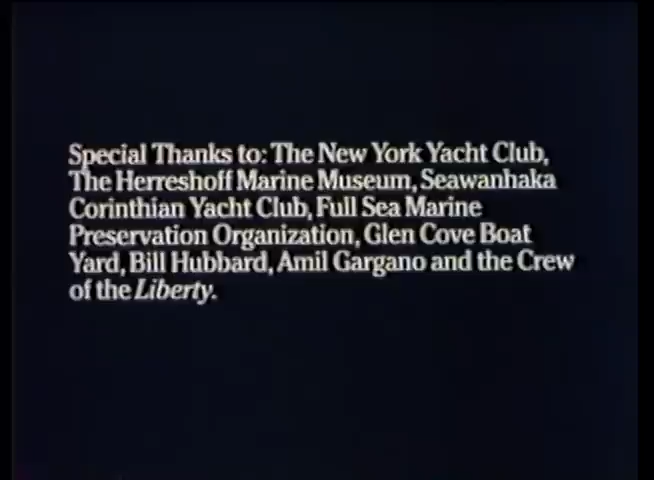 Special Thanks to: The New York Yacht Club,
The Herreshoff Marine Museum, Seawanhaka
Corinthian Yacht Club, Full Sea Marine
Preservation Organization, Glen Cove Boat
Yard, Bill Hubbard, Amil Gargano and the Crew
of the Liberty.